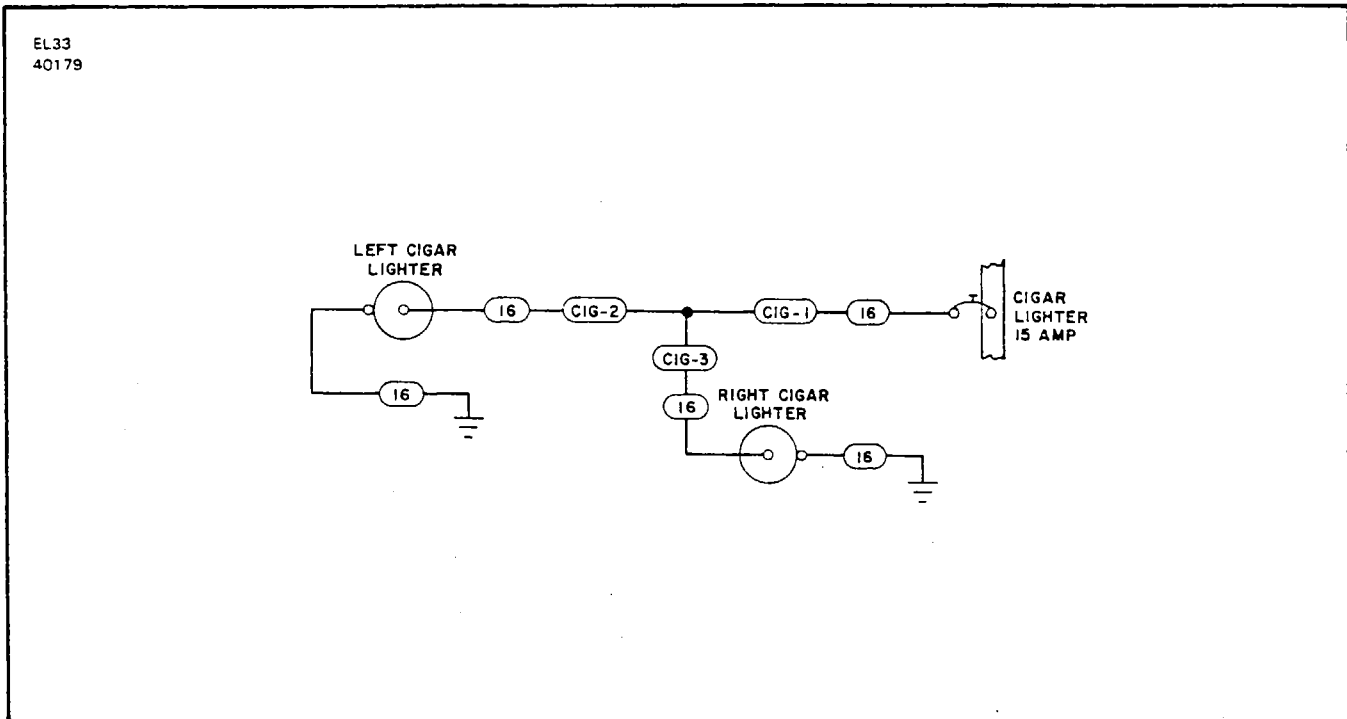 EL33
40179
LEFT CIGAR
LIGHTER
16
CIG-2
CIG-1
16
CIGAR
LIGHTER
15 AMP
CIG-3
16
16
RIGHT CIGAR
LIGHTER
16